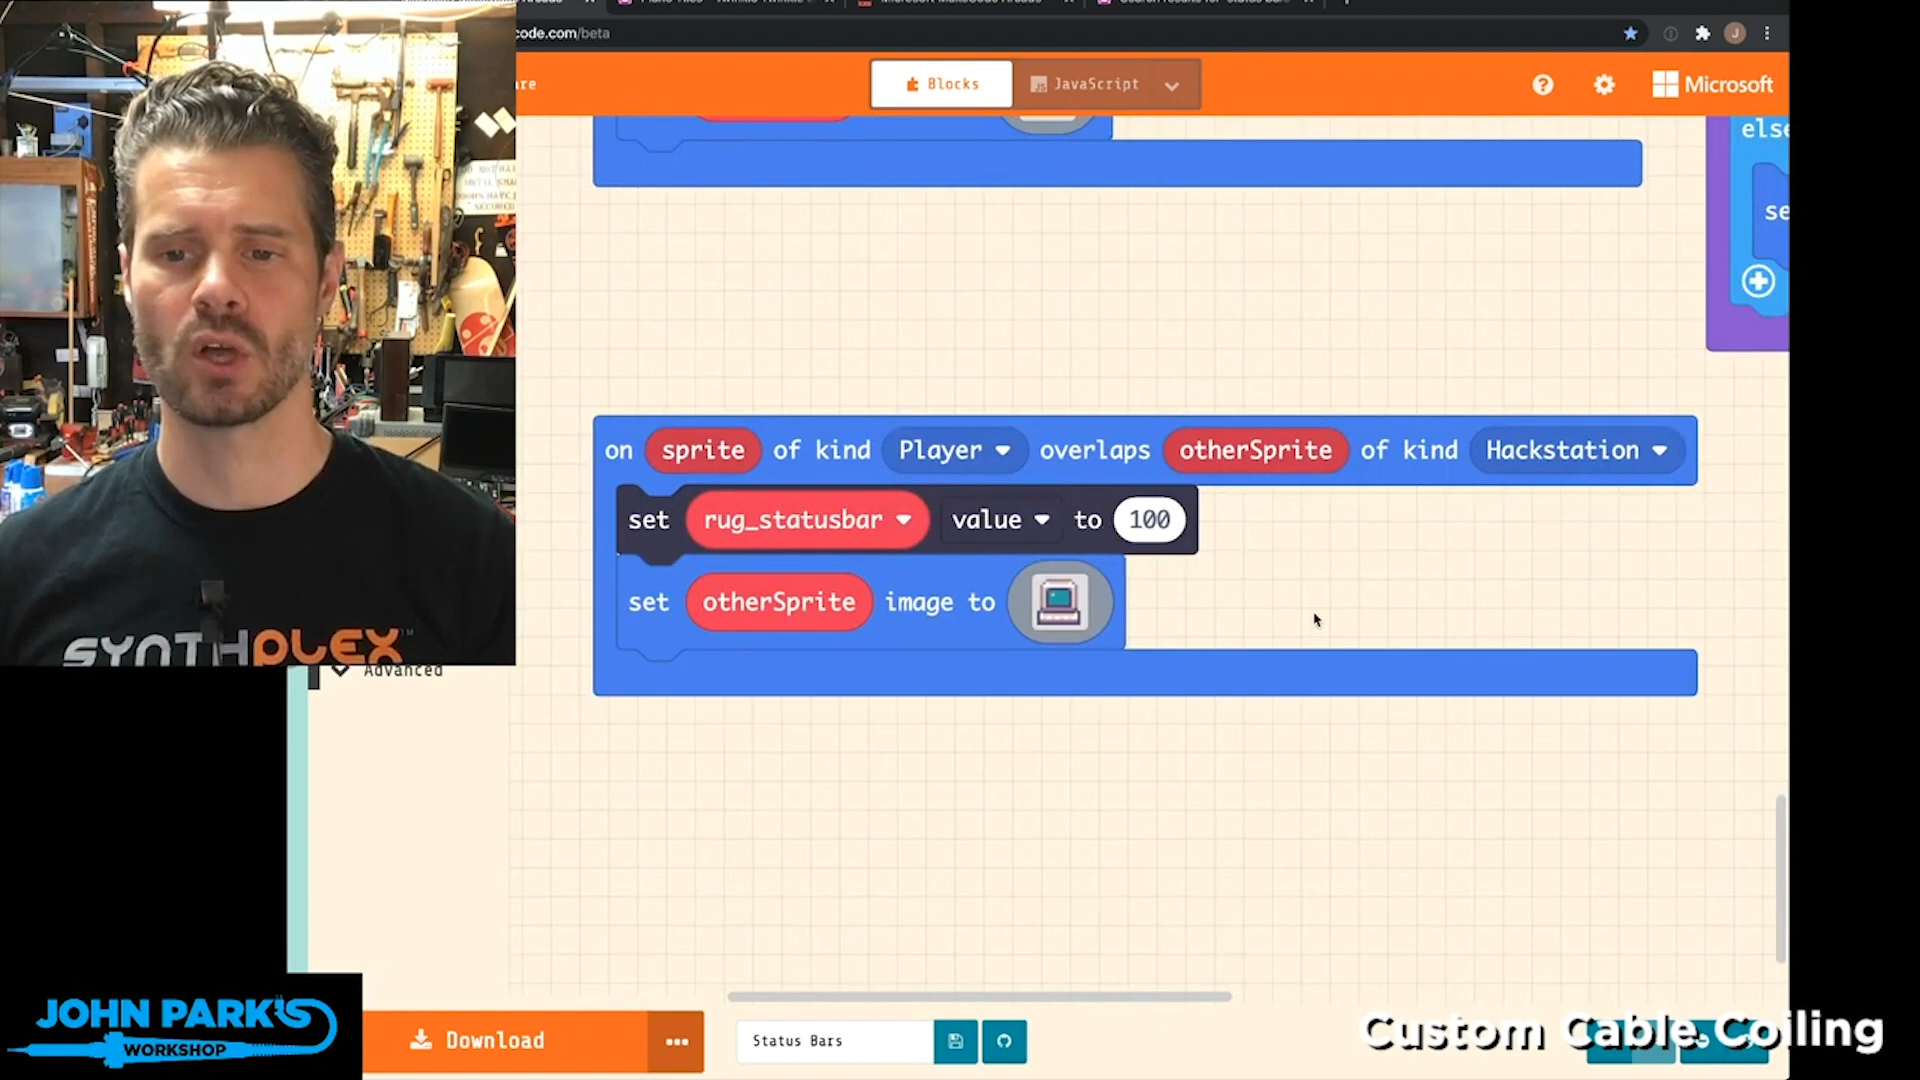 code.com/beta
Blocks
JavaScript
Microsoft
else
se
on sprite of kind Player overlaps otherSprite of kind Hackstation
set rug_statusbar value to 100
set otherSprite image to
SYNTHPLEX
Advanced
JOHN PARK'S
WORKSHOP
Download
Status Bars
Custom Cable Coiling